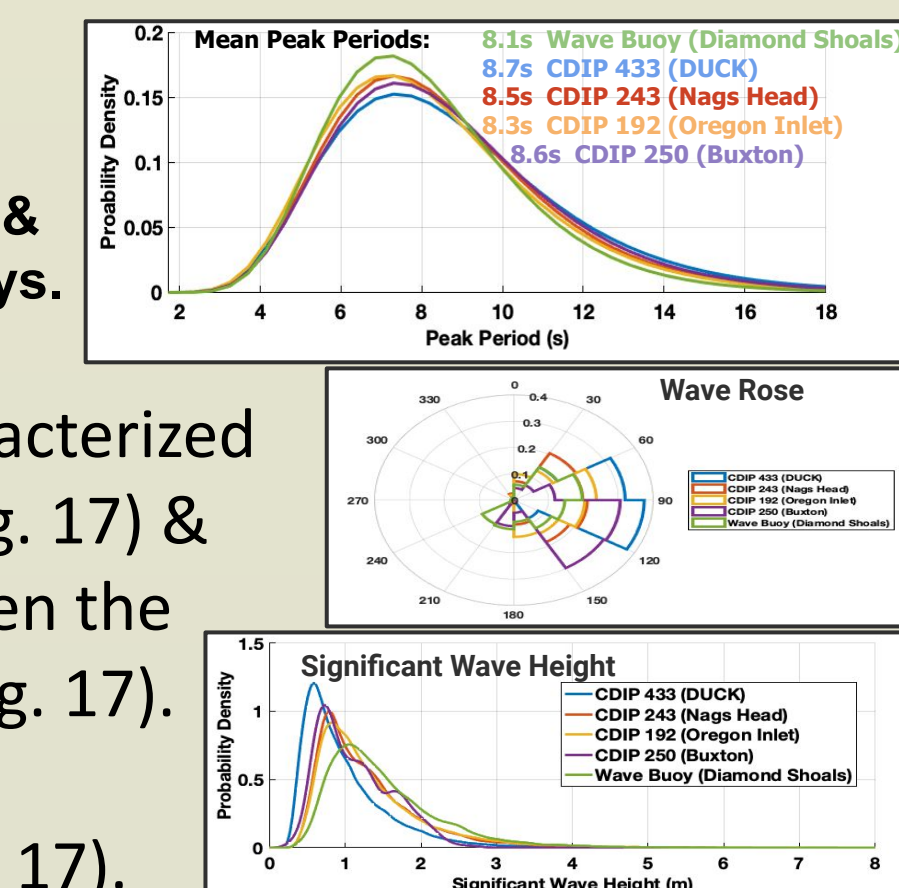 &
ys.
acterized
g. 17) &
en the
g. 17).
17).
0.2
0.15
0.1
0.05
0
Proability Density
Mean Peak Periods:
8.1s Wave Buoy (Diamond Shoals)
8.7s CDIP 433 (DUCK)
8.5s CDIP 243 (Nags Head)
8.3s CDIP 192 (Oregon Inlet)
8.6s CDIP 250 (Buxton)
2 4 6 8 10 12 14 16 18
Peak Period (s)
Wave Rose
0
30
60
90
120
150
180
210
240
270
300
330
0.4
0.3
0.2
0.1
0
CDIP 433 (DUCK)
CDIP 243 (Nags Head)
CDIP 192 (Oregon Inlet)
CDIP 250 (Buxton)
Wave Buoy (Diamond Shoals)
Significant Wave Height
1.5
1
0.5
0
Probability Density
CDIP 433 (DUCK)
CDIP 243 (Nags Head)
CDIP 192 (Oregon Inlet)
CDIP 250 (Buxton)
Wave Buoy (Diamond Shoals)
0 1 2 3 4 5 6 7 8
Significant Wave Height (m)